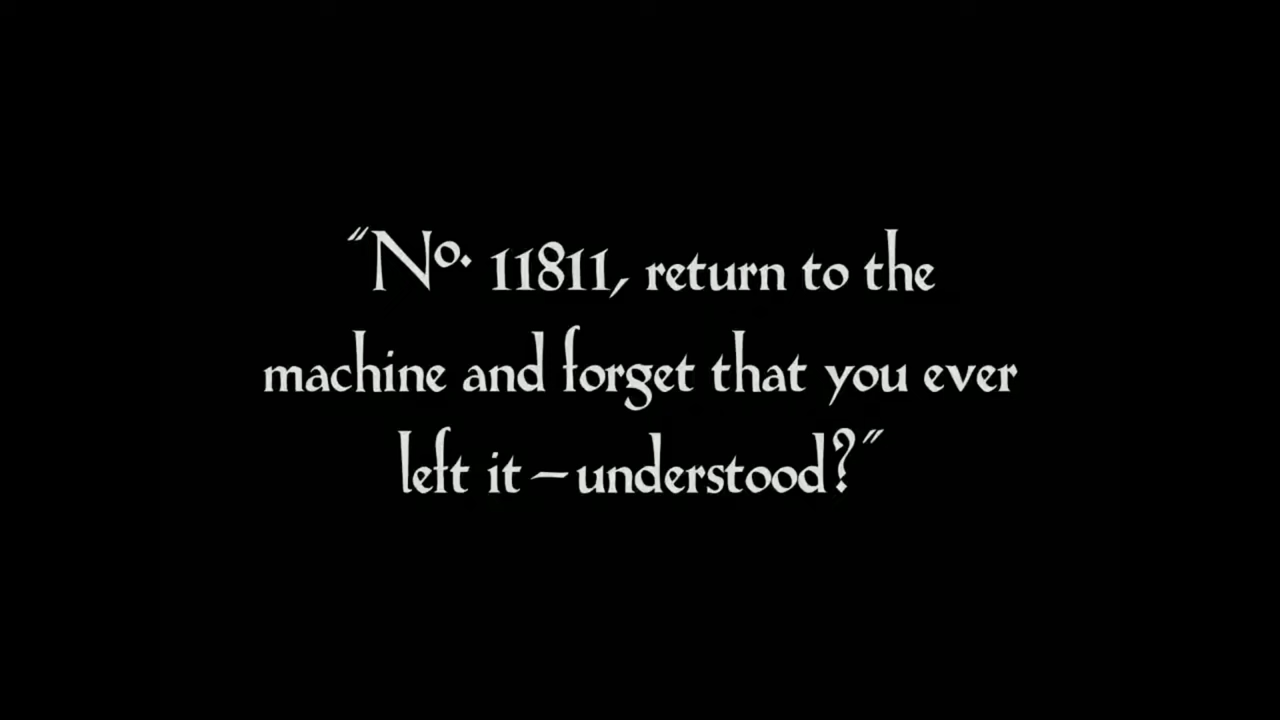 "No. 11811, return to the
machine and forget that you ever
left it – understood?"